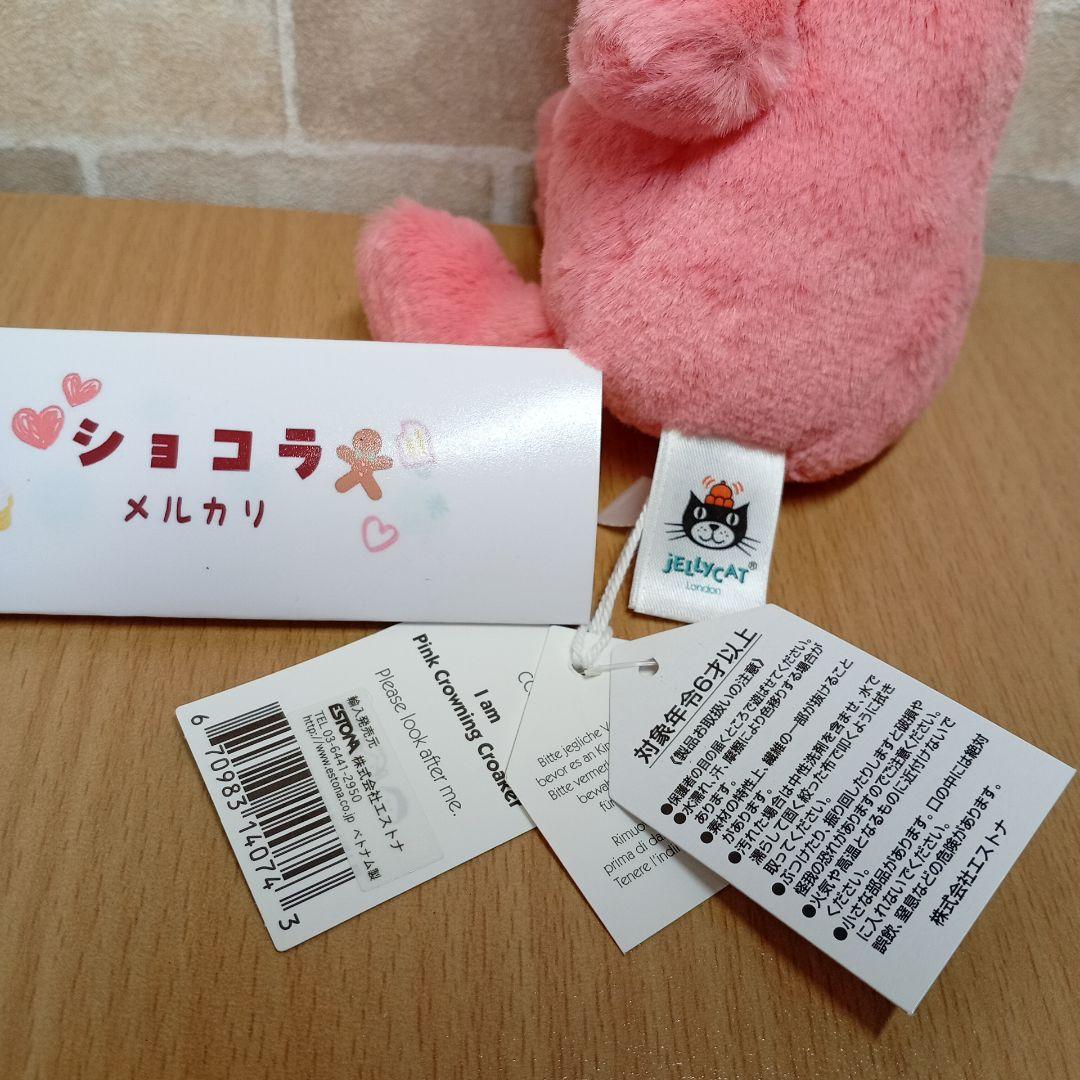 ショコラ
メルカリ
jELLYCAT®
London
I am
Pink Crowning Croaker
Please look after me.
輸入発売元
ESTONA 株式会社エストナ
TEL 03-6441-2950
http://www.estona.co.jp ベトナム製
6 70983 14074 3
Bitte jegliche V
bevor es an Kin
Bitte vermer
fü
Rimuo
prima di da
Tenere l'indi
対象年令6才以上
《製品お取扱いの注意》
●保護者の目の届くところで遊ばせてください。
●水濡れ、汗、摩擦により色移りする場合が
あります。
●素材の特性上、繊維の一部が抜けること
があります。
●汚れた場合は中性洗剤を含ませ、水で
濡らして固く絞った布で叩くように拭き
取ってください。
●ぶつけたり、振り回したりしますと破損や
怪我の恐れがありますのでご注意ください。
●火気や高温となるものに近付けないで
ください。
●小さな部品があります。口の中には絶対
に入れないでください。
誤飲、窒息などの危険があります。
株式会社エストナ